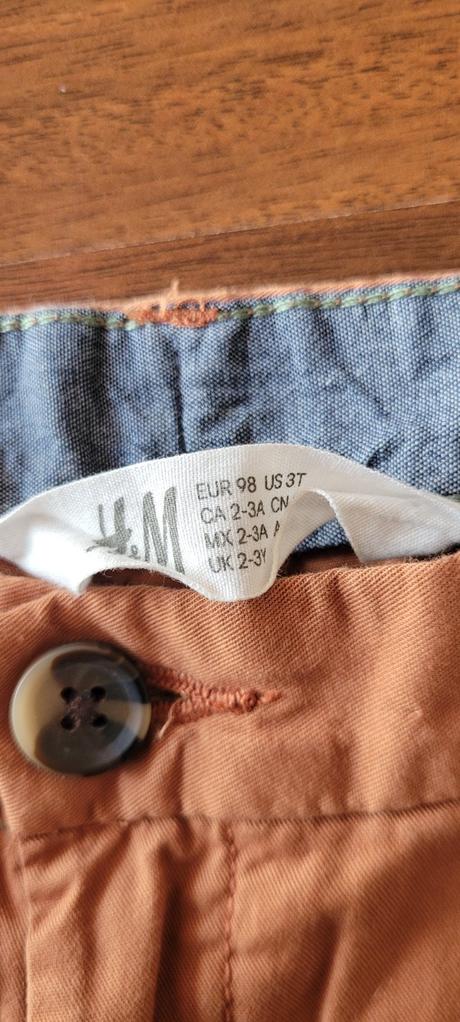 H&M
EUR 98 US 3T
CA 2-3A CN
MX 2-3A A
UK 2-3Y